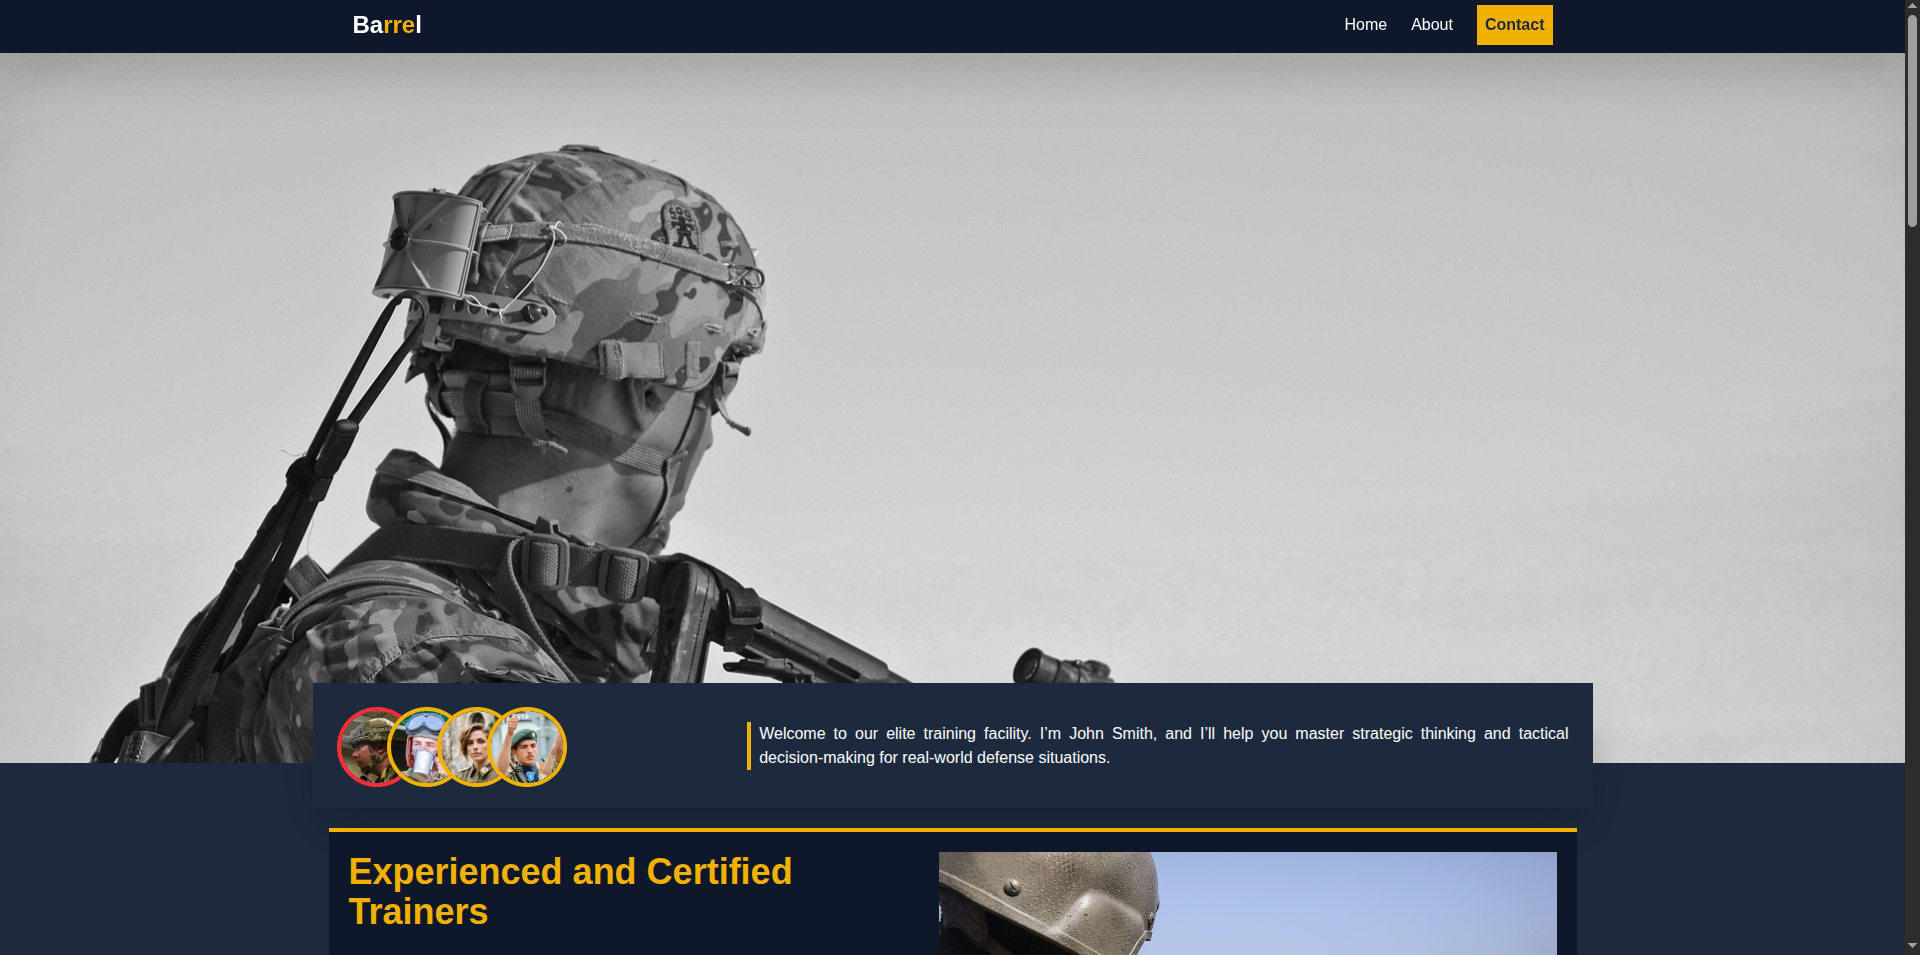 Barrel
Home About Contact
Welcome to our elite training facility. I’m John Smith, and I’ll help you master strategic thinking and tactical
decision-making for real-world defense situations.
Experienced and Certified
Trainers